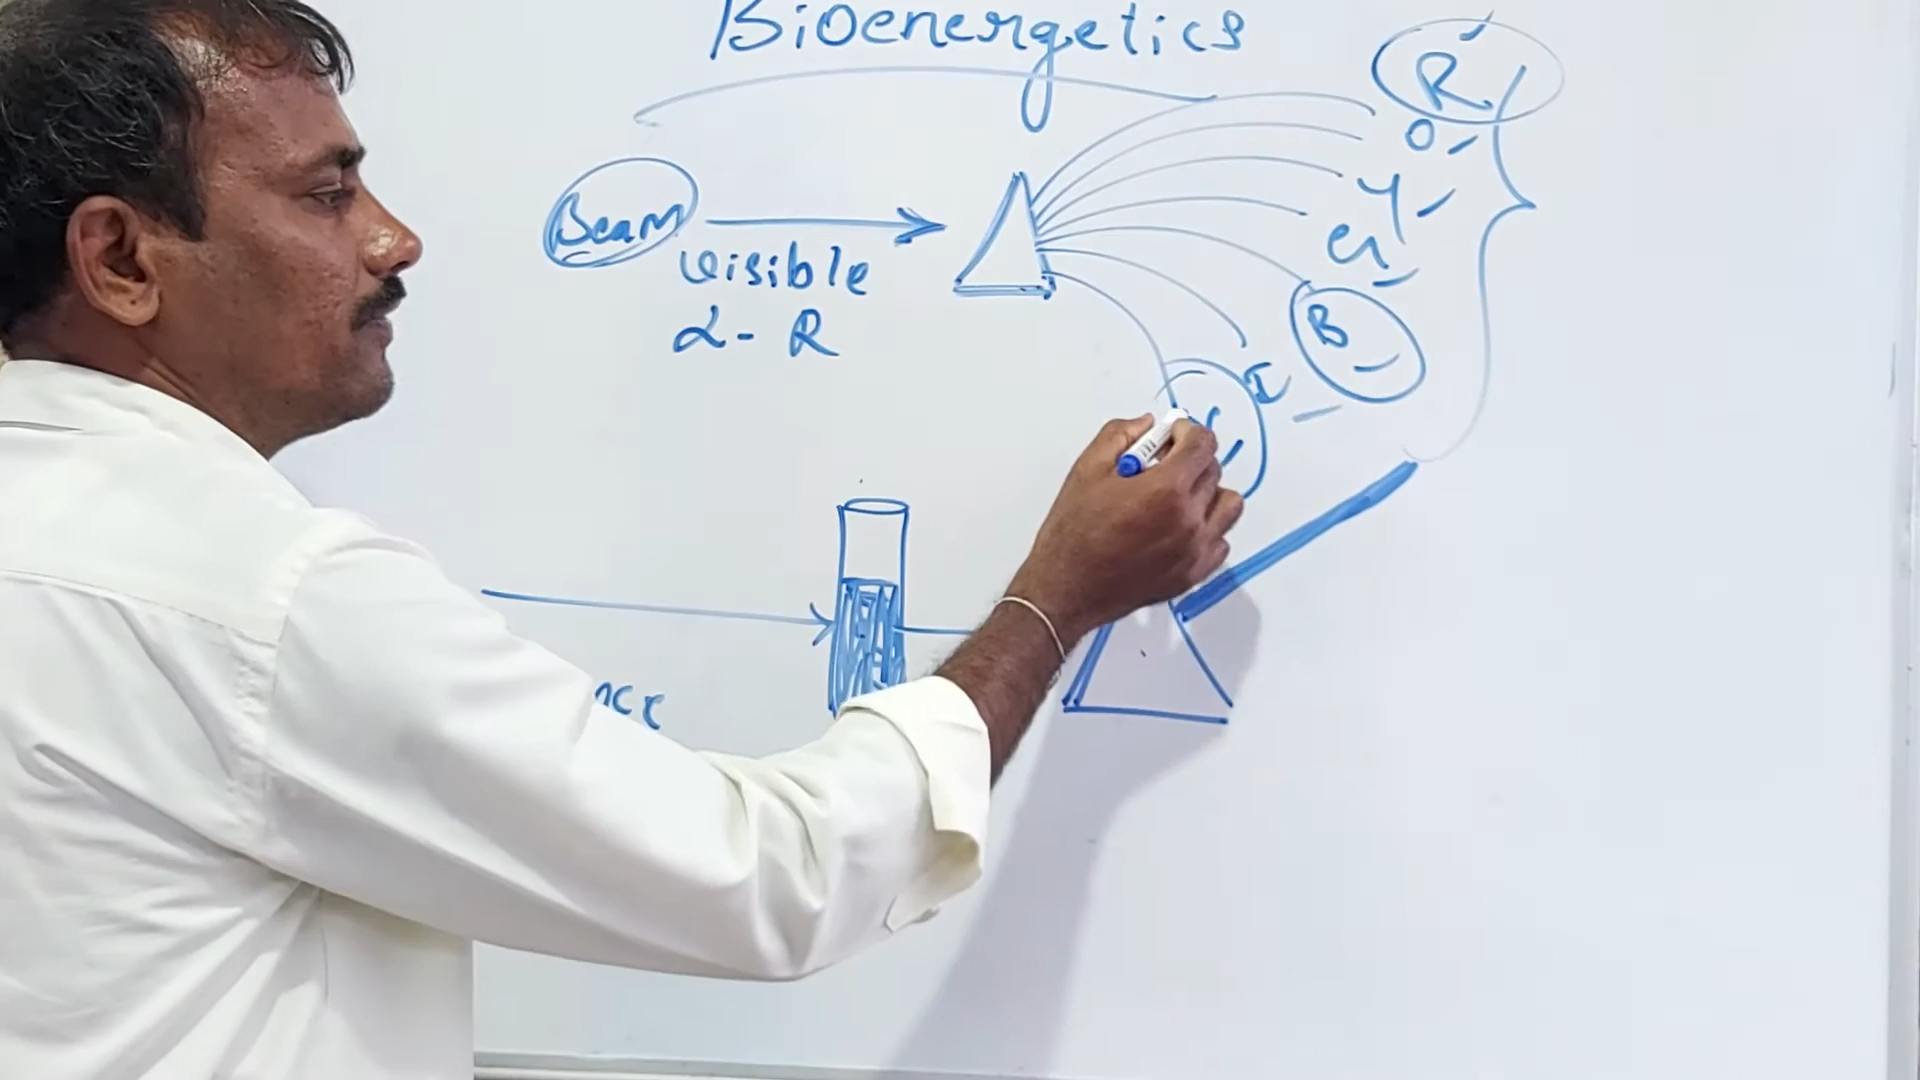 Bioenergetics
R
O
Y
G
Beam
visible
L - R
B
I